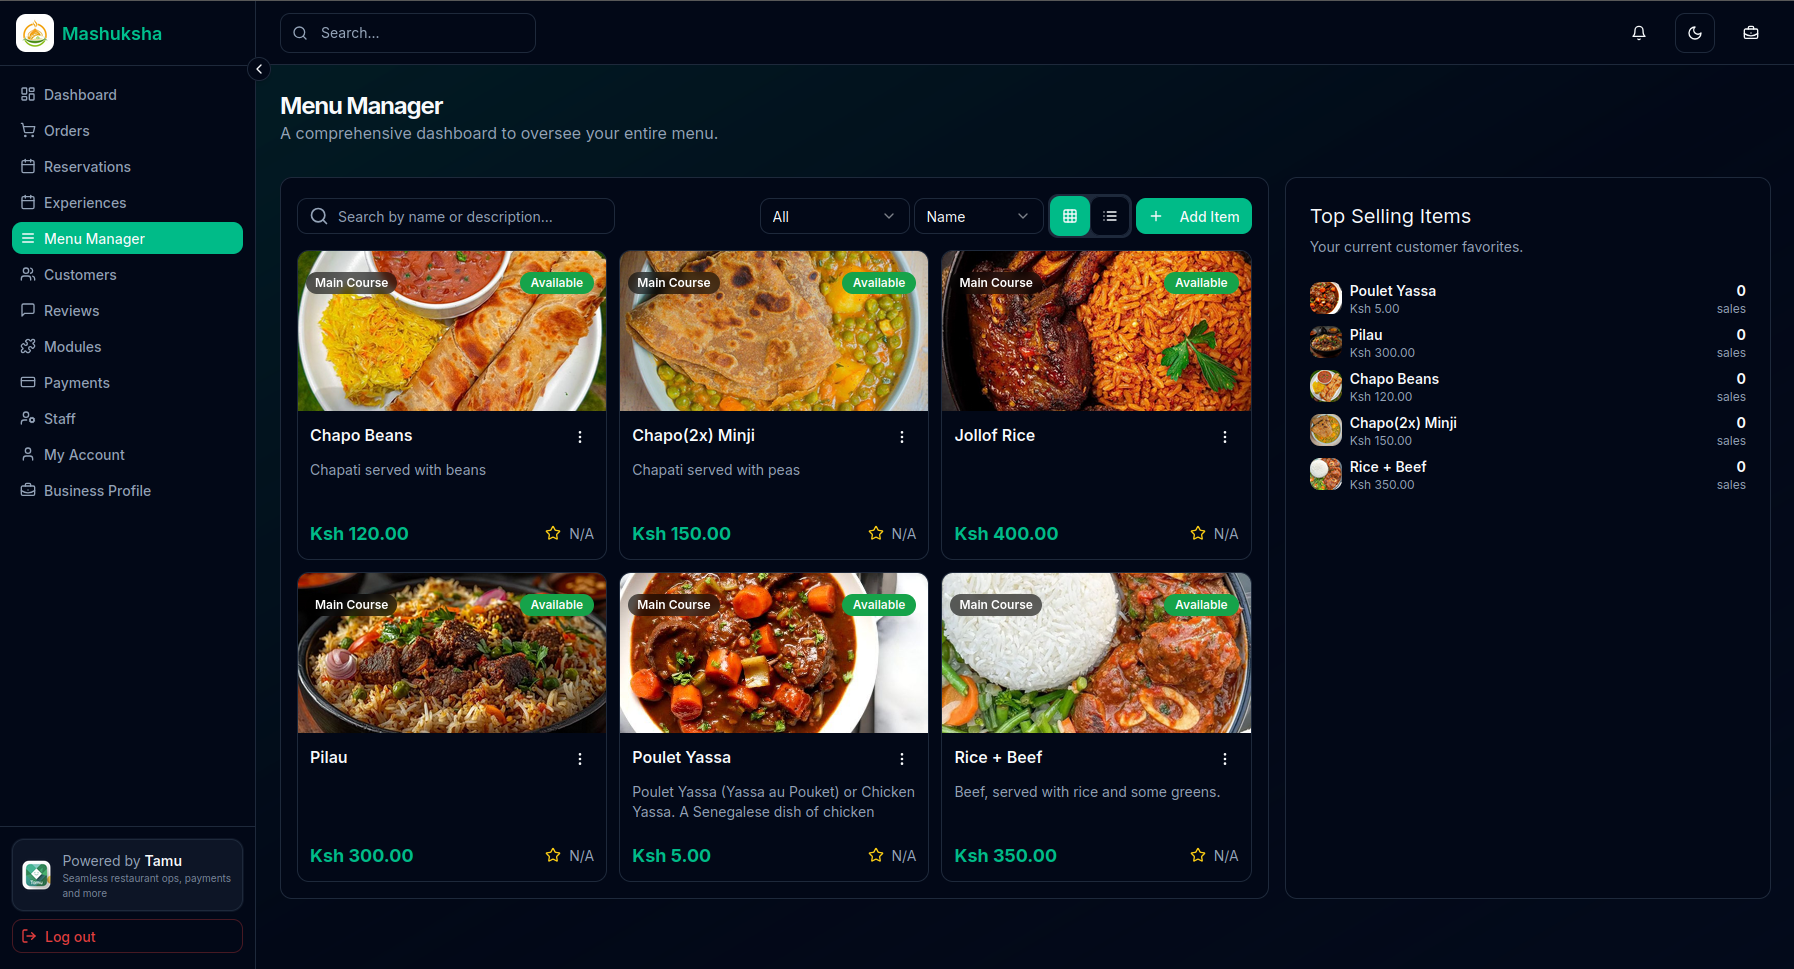 Mashuksha
Search...
Dashboard
Orders
Reservations
Experiences
Menu Manager
Customers
Reviews
Modules
Payments
Staff
My Account
Business Profile
Powered by Tamu
Seamless restaurant ops, payments
and more
Log out
Menu Manager
A comprehensive dashboard to oversee your entire menu.
Search by name or description...
All
Name
Add Item
Main Course
Available
Chapo Beans
Chapati served with beans
Ksh 120.00
N/A
Main Course
Available
Chapo(2x) Minji
Chapati served with peas
Ksh 150.00
N/A
Main Course
Available
Jollof Rice
Ksh 400.00
N/A
Main Course
Available
Pilau
Ksh 300.00
N/A
Main Course
Available
Poulet Yassa
Poulet Yassa (Yassa au Pouket) or Chicken
Yassa. A Senegalese dish of chicken
Ksh 5.00
N/A
Main Course
Available
Rice + Beef
Beef, served with rice and some greens.
Ksh 350.00
N/A
Top Selling Items
Your current customer favorites.
Poulet Yassa 0
Ksh 5.00 sales
Pilau 0
Ksh 300.00 sales
Chapo Beans 0
Ksh 120.00 sales
Chapo(2x) Minji 0
Ksh 150.00 sales
Rice + Beef 0
Ksh 350.00 sales